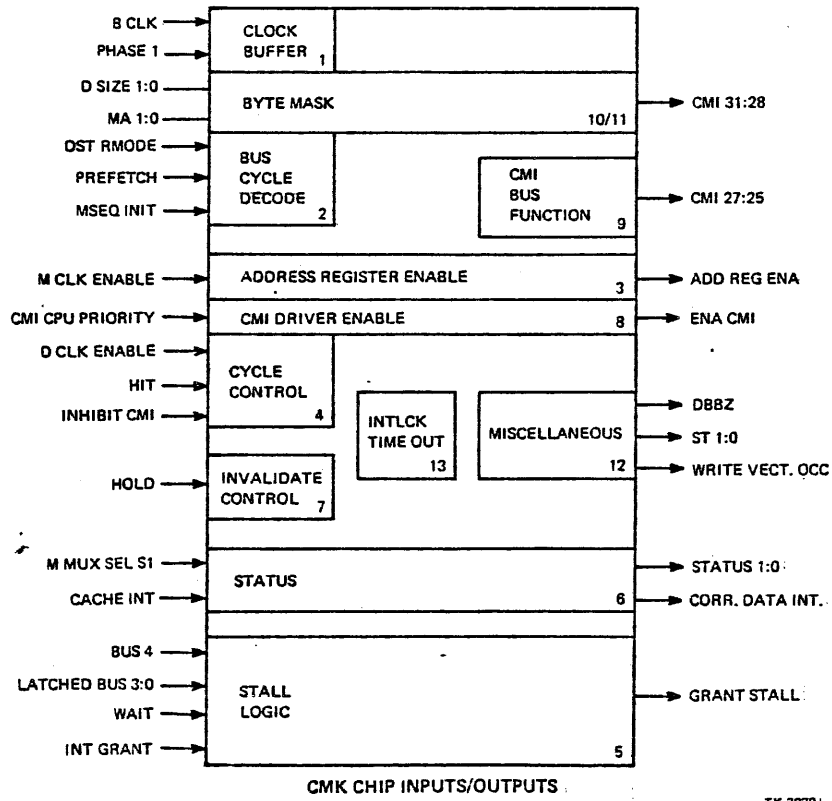 B CLK
PHASE 1
CLOCK
BUFFER
1
D SIZE 1:0
MA 1:0
BYTE MASK
10/11
CMI 31:28
DST RMODE
PREFETCH
MSEQ INIT
BUS
CYCLE
DECODE
2
CMI
BUS
FUNCTION
9
CMI 27:25
M CLK ENABLE
ADDRESS REGISTER ENABLE
3
ADD REG ENA
CMI CPU PRIORITY
CMI DRIVER ENABLE
8
ENA CMI
D CLK ENABLE
HIT
INHIBIT CMI
CYCLE
CONTROL
4
INTLCK
TIME OUT
13
MISCELLANEOUS
12
DBBZ
ST 1:0
WRITE VECT. OCC
HOLD
INVALIDATE
CONTROL
7
M MUX SEL S1
CACHE INT
STATUS
6
STATUS 1:0
CORR. DATA INT.
BUS 4
LATCHED BUS 3:0
WAIT
INT GRANT
STALL
LOGIC
5
GRANT STALL
CMK CHIP INPUTS/OUTPUTS